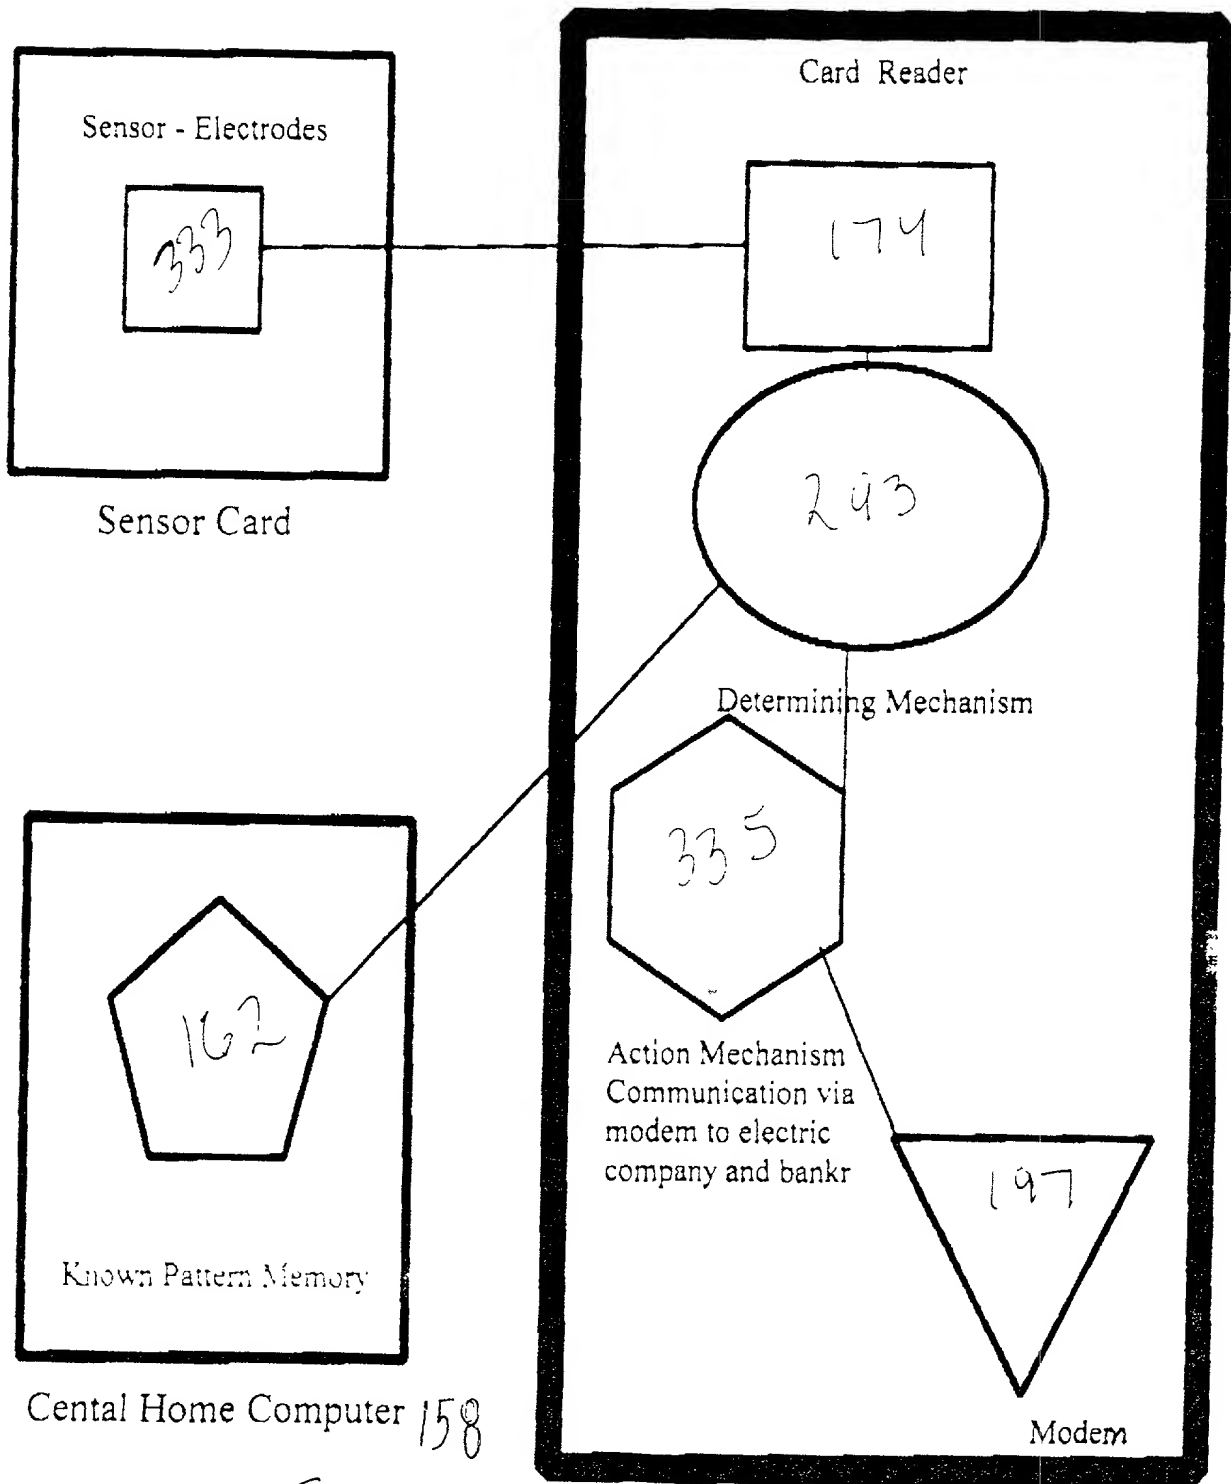 Card Reader
Sensor - Electrodes
333
174
293
Sensor Card
Determining Mechanism
335
162
Action Mechanism
Communication via
modem to electric
company and bankr
197
Known Pattern Memory
Cental Home Computer 158
Modem